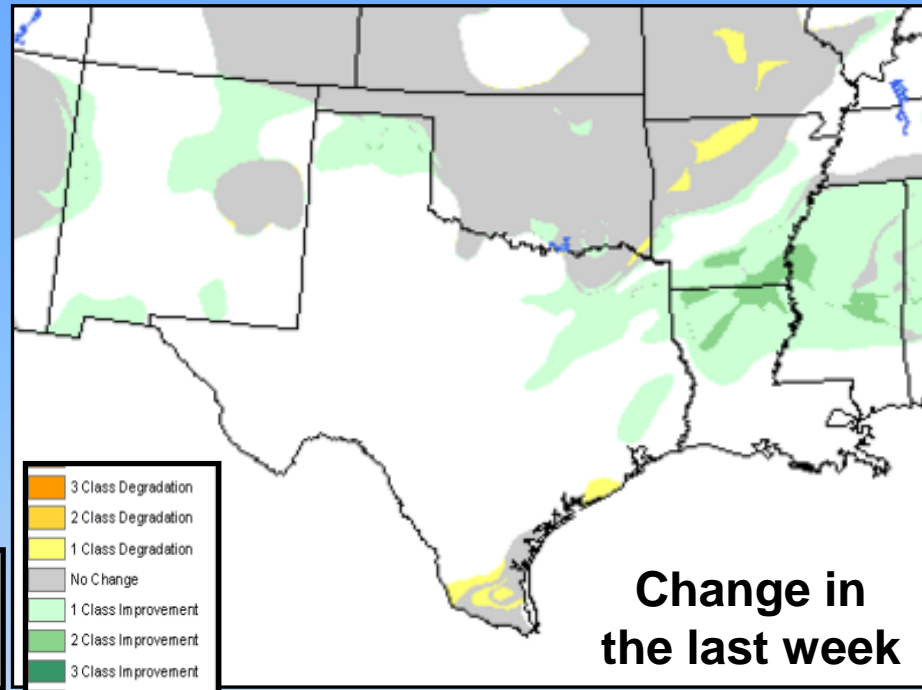 3 Class Degradation
2 Class Degradation
1 Class Degradation
No Change
1 Class Improvement
2 Class Improvement
3 Class Improvement
Change in
the last week